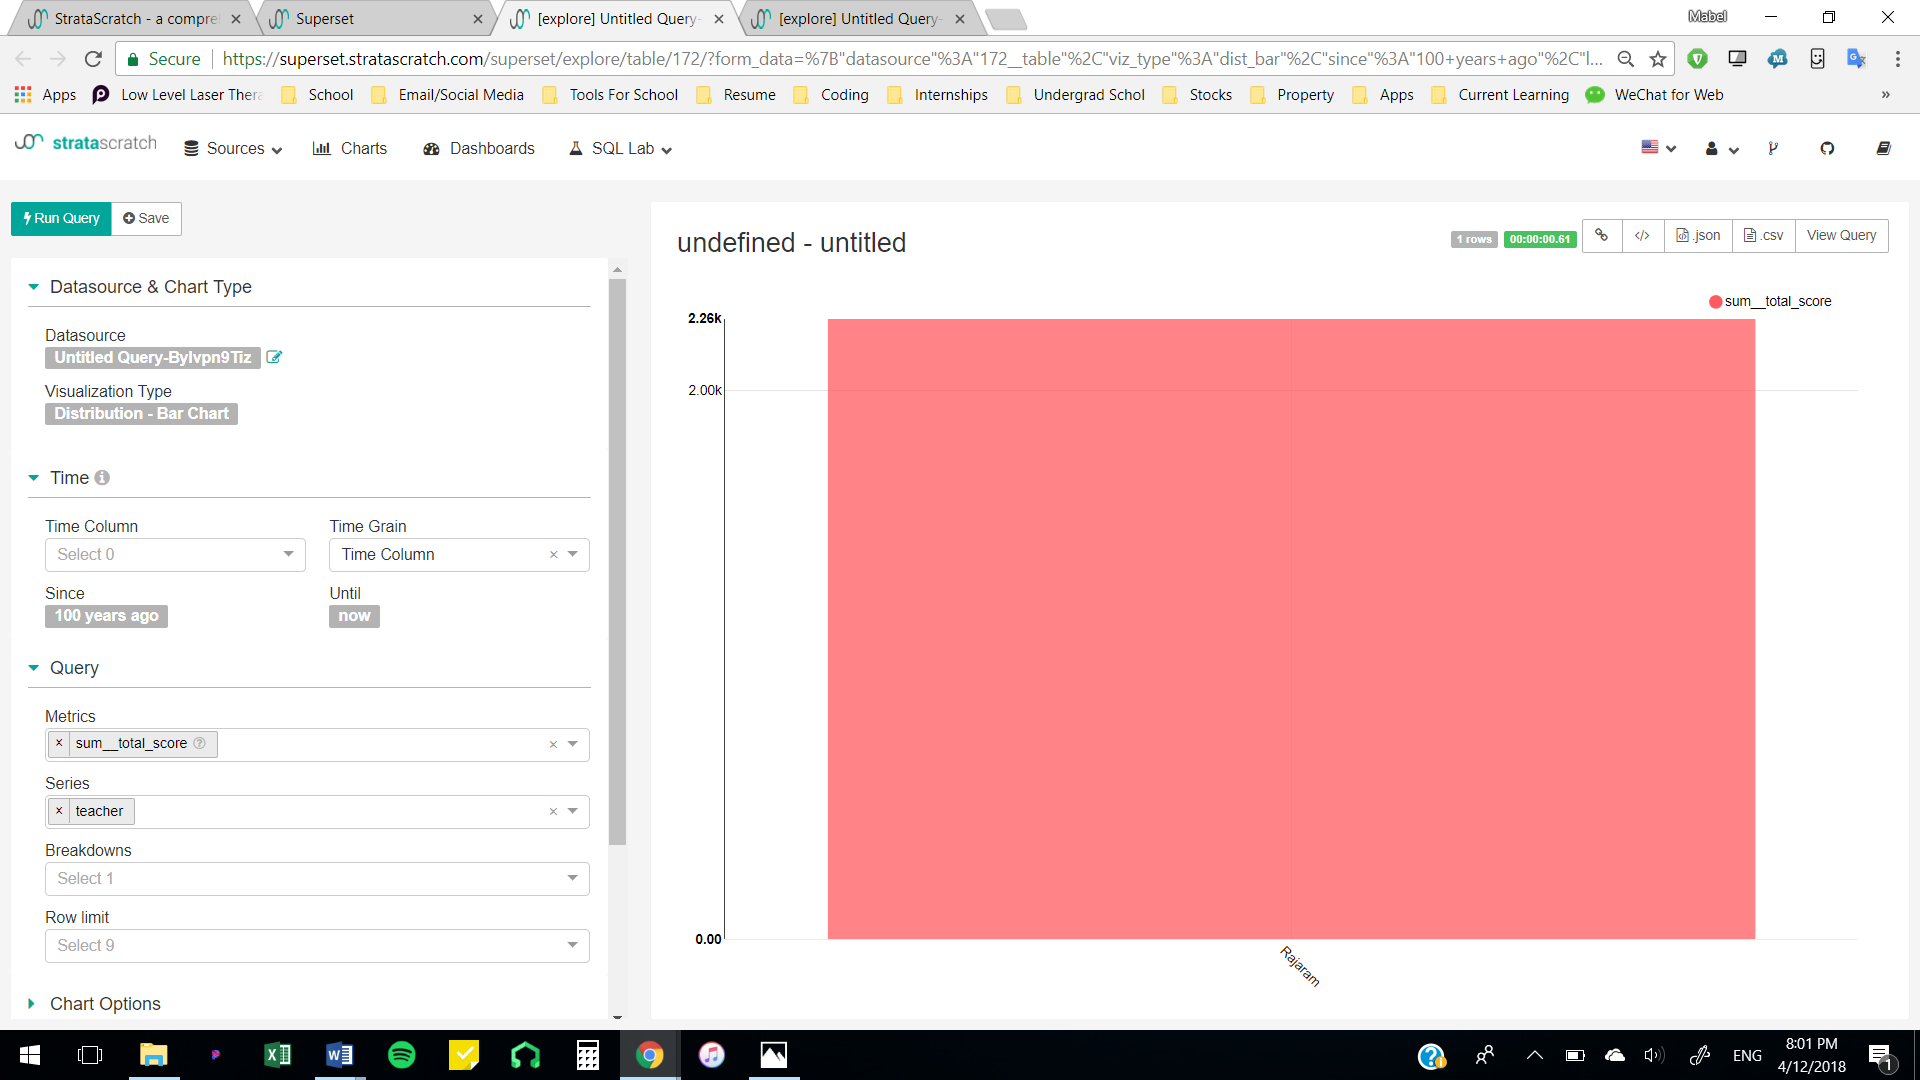 StrataScratch - a compre
Superset
[explore] Untitled Query-
[explore] Untitled Query-
Mabel
Secure
https://superset.stratascratch.com/superset/explore/table/172/?form_data=%7B"datasource"%3A"172__table"%2C"viz_type"%3A"dist_bar"%2C"since"%3A"100+years+ago"%2C"l...
Apps
Low Level Laser Thera
School
Email/Social Media
Tools For School
Resume
Coding
Internships
Undergrad Schol
Stocks
Property
Apps
Current Learning
WeChat for Web
»
stratascratch
Sources
Charts
Dashboards
SQL Lab
Run Query
Save
undefined - untitled
1 rows
00:00:00.61
</>
.json
.csv
View Query
Datasource & Chart Type
Datasource
Untitled Query-Bylvpn9Tiz
Visualization Type
Distribution - Bar Chart
Time
Time Column
Time Grain
Select 0
Time Column
Since
Until
100 years ago
now
Query
Metrics
sum__total_score
Series
teacher
Breakdowns
Select 1
Row limit
Select 9
Chart Options
sum__total_score
2.26k
2.00k
0.00
Rajaram
ENG
8:01 PM
4/12/2018
1